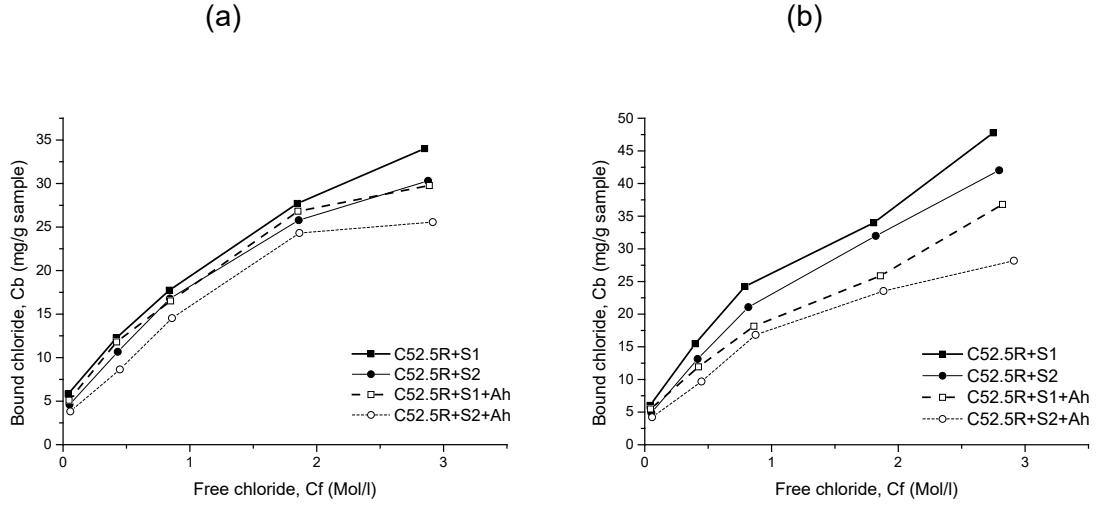 (a)
(b)
35
30
25
20
15
10
5
0
Bound chloride, Cb (mg/g sample)
C52.5R+S1
C52.5R+S2
C52.5R+S1+Ah
C52.5R+S2+Ah
0 1 2 3
Free chloride, Cf (Mol/l)
50
45
40
35
30
25
20
15
10
5
0
Bound chloride, Cb (mg/g sample)
C52.5R+S1
C52.5R+S2
C52.5R+S1+Ah
C52.5R+S2+Ah
0 1 2 3
Free chloride, Cf (Mol/l)